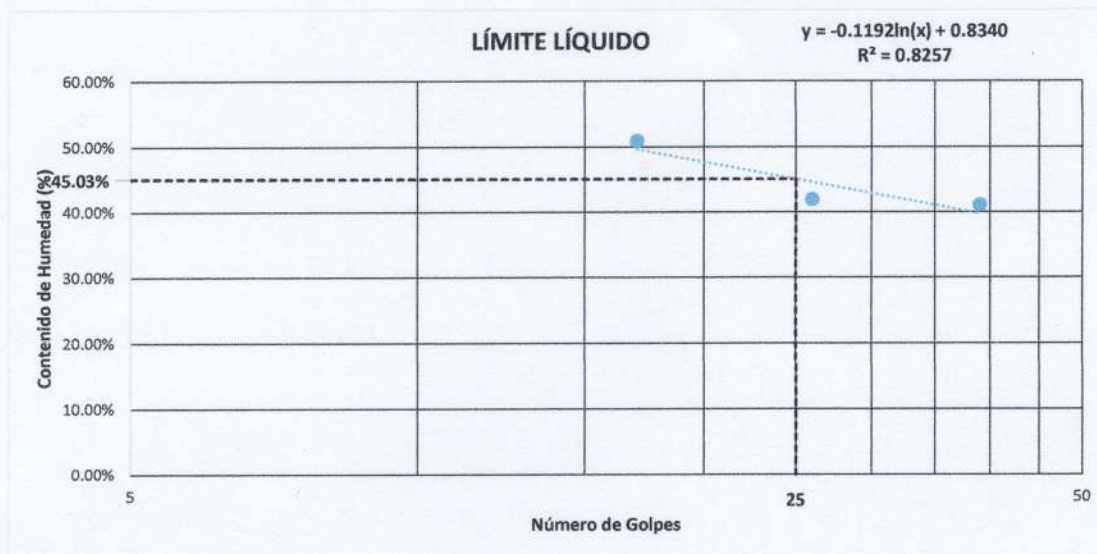 LÍMITE LÍQUIDO
y = -0.1192ln(x) + 0.8340
R² = 0.8257
Contenido de Humedad (%)
60.00%
50.00%
45.03%
40.00%
30.00%
20.00%
10.00%
0.00%
5
25
50
Número de Golpes